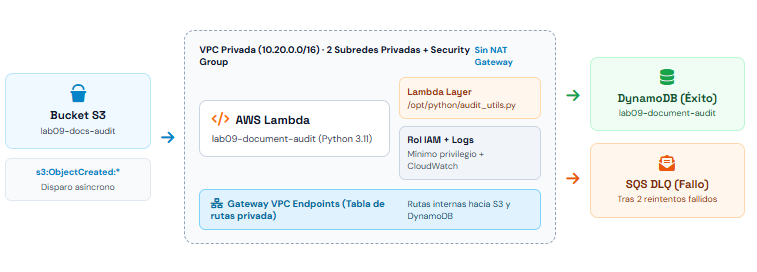 Bucket S3
lab09-docs-audit
s3:ObjectCreated:*
Disparo asíncrono
VPC Privada (10.20.0.0/16) · 2 Subredes Privadas + Security
Group
Sin NAT
Gateway
AWS Lambda
lab09-document-audit (Python 3.11)
Lambda Layer
/opt/python/audit_utils.py
Rol IAM + Logs
Mínimo privilegio +
CloudWatch
Gateway VPC Endpoints (Tabla de
rutas privada)
Rutas internas hacia S3 y
DynamoDB
DynamoDB (Éxito)
lab09-document-audit
SQS DLQ (Fallo)
Tras 2 reintentos fallidos